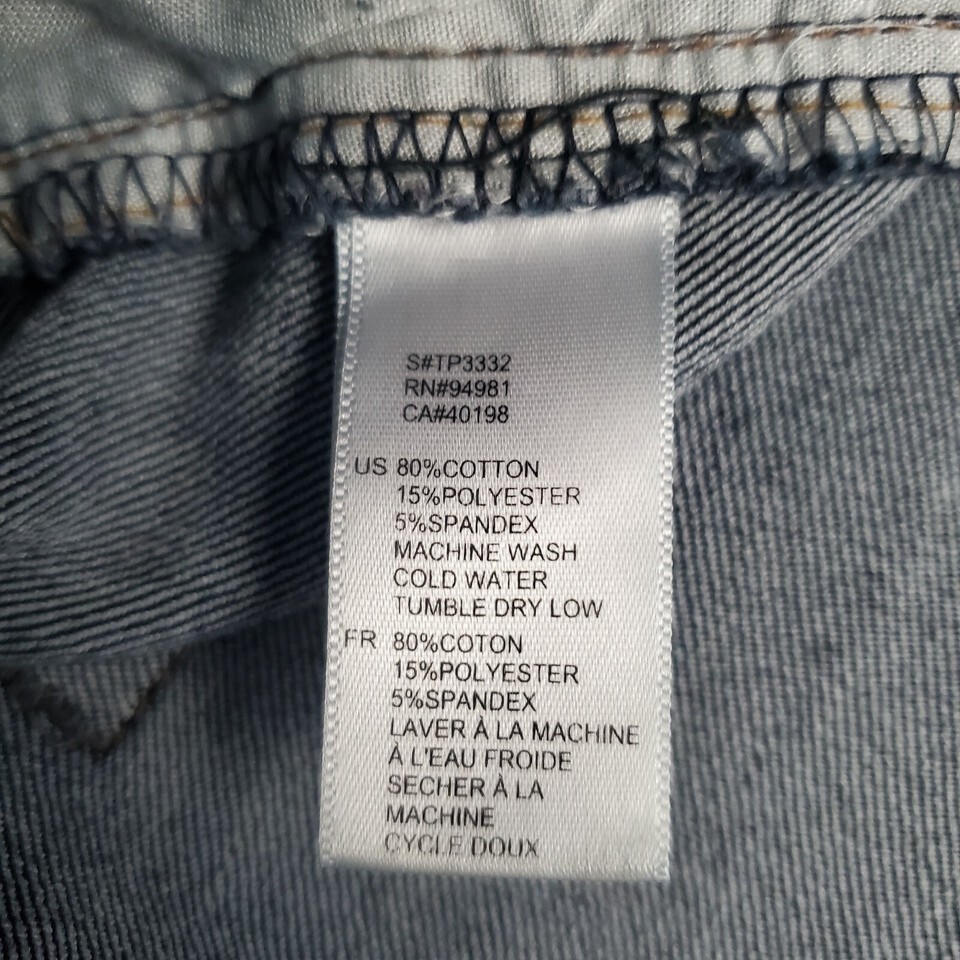 S#TP3332
RN#94981
CA#40198
US 80%COTTON
15%POLYESTER
5%SPANDEX
MACHINE WASH
COLD WATER
TUMBLE DRY LOW
FR 80%COTON
15%POLYESTER
5%SPANDEX
LAVER À LA MACHINE
À L'EAU FROIDE
SECHER À LA
MACHINE
CYCLE DOUX